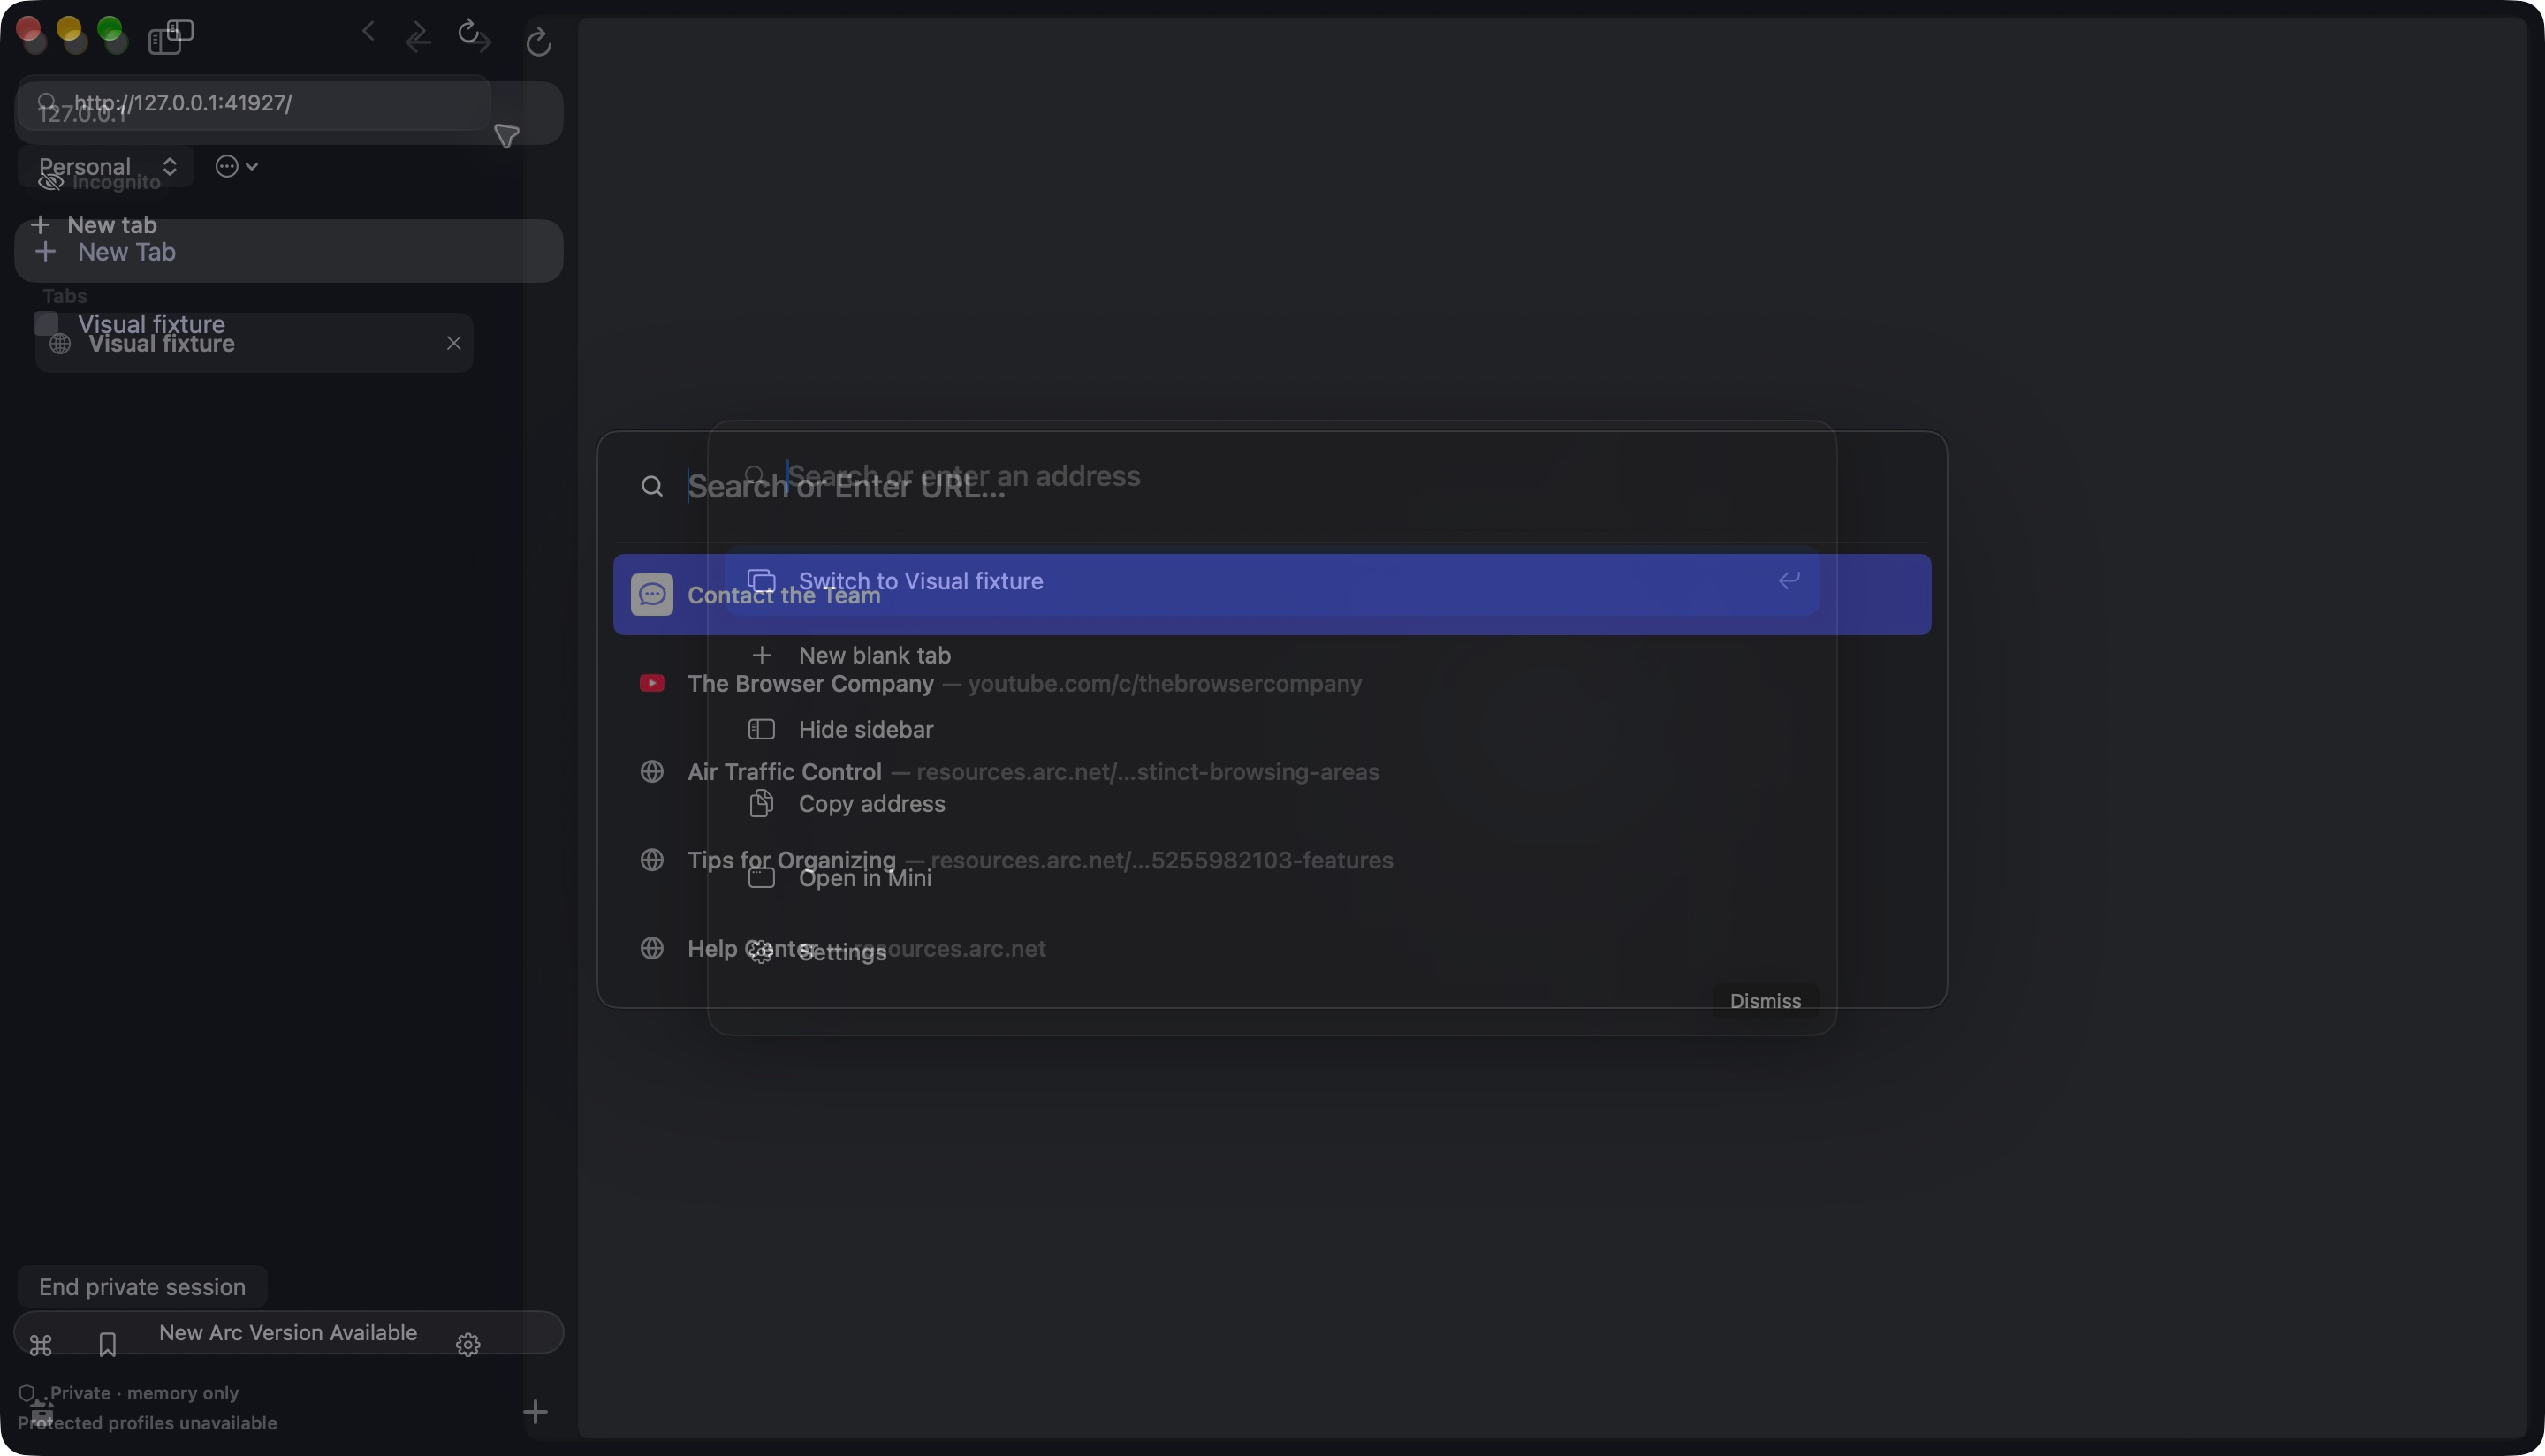 http://127.0.0.1:41927/
127.0.0.1
Personal
Incognito
New tab
New Tab
Tabs
Visual fixture
Visual fixture
Search or enter an address
Search or Enter URL...
Switch to Visual fixture
Contact the Team
New blank tab
The Browser Company — youtube.com/c/thebrowsercompany
Hide sidebar
Air Traffic Control — resources.arc.net/...stinct-browsing-areas
Copy address
Tips for Organizing — resources.arc.net/...5255982103-features
Open in Mini
Help Center — resources.arc.net
Settings
Dismiss
End private session
New Arc Version Available
Private · memory only
Protected profiles unavailable